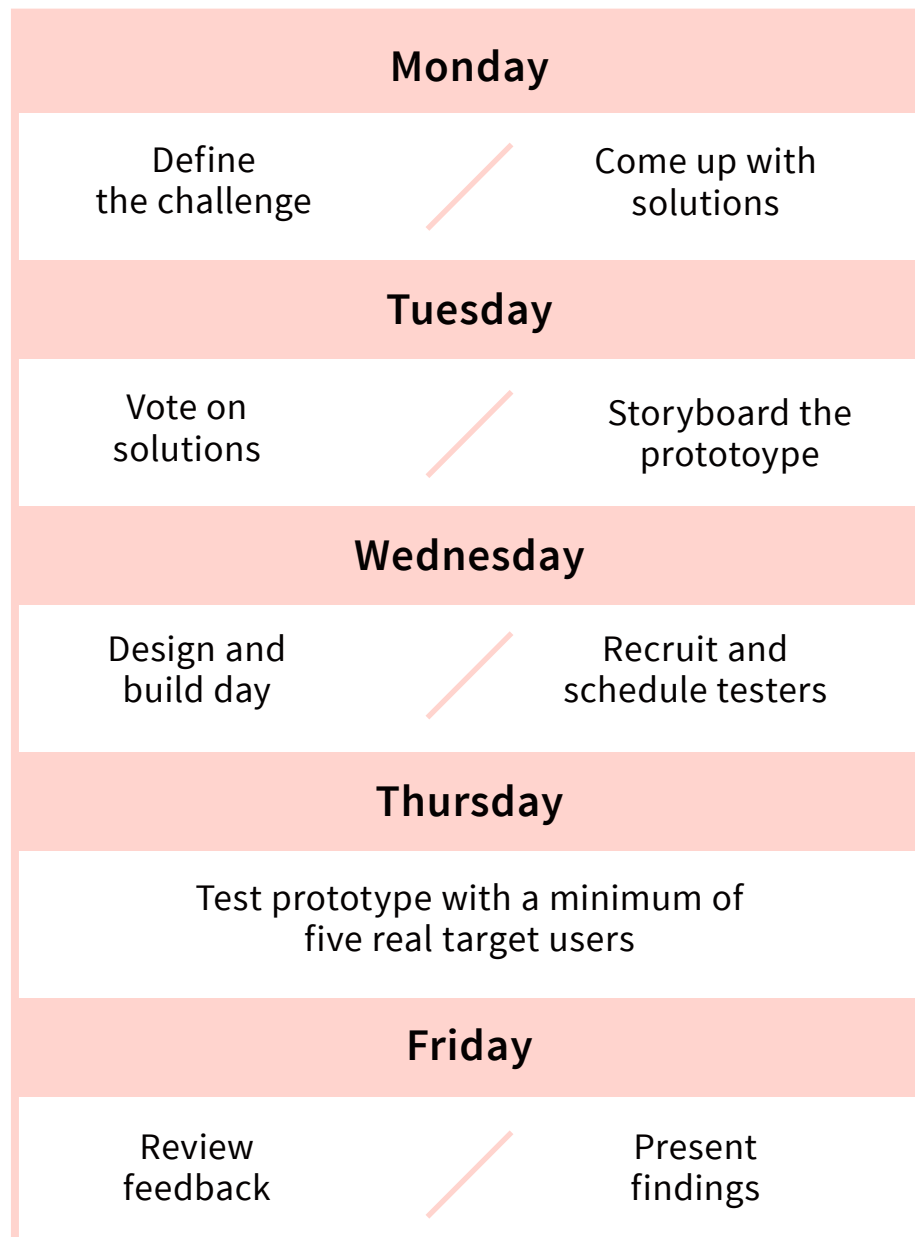 Monday
Define
the challenge
Come up with
solutions
Tuesday
Vote on
solutions
Storyboard the
prototoype
Wednesday
Design and
build day
Recruit and
schedule testers
Thursday
Test prototype with a minimum of
five real target users
Friday
Review
feedback
Present
findings